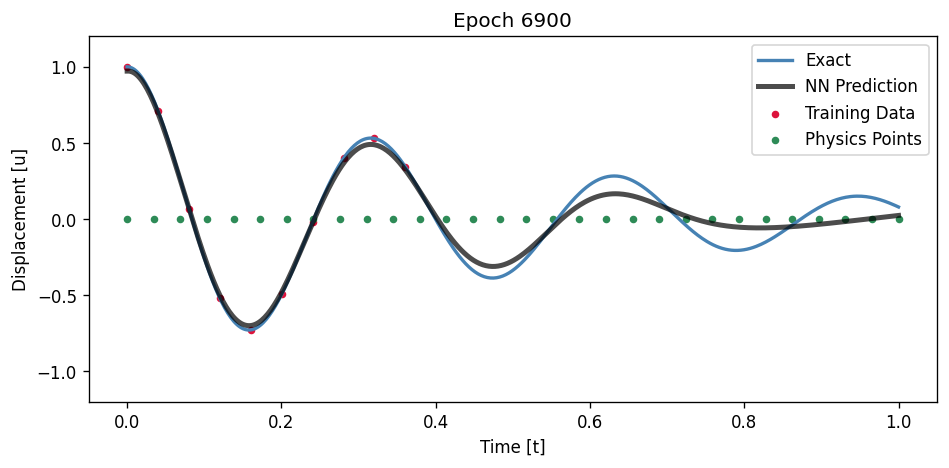 Epoch 6900
Exact
NN Prediction
Training Data
Physics Points
Displacement [u]
1.0
0.5
0.0
−0.5
−1.0
0.0 0.2 0.4 0.6 0.8 1.0
Time [t]